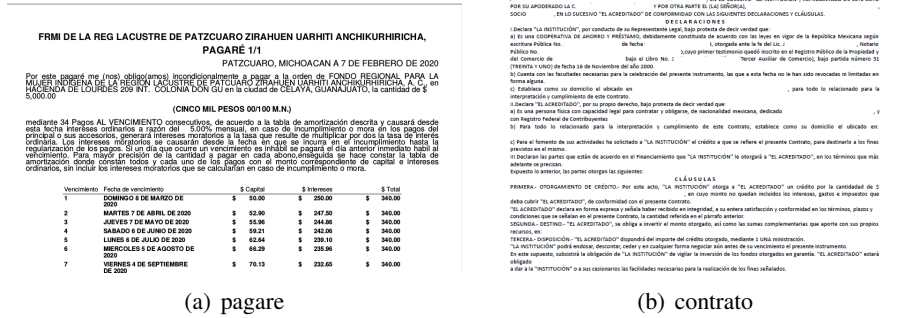 FRMI DE LA REG LACUSTRE DE PATZCUARO ZIRAHUEN UARHITI ANCHIKURHIRICHA,
PAGARÉ 1/1
PATZCUARO, MICHOACAN A 7 DE FEBRERO DE 2020
Por este pagaré me (nos) obligo(amos) incondicionalmente a pagar a la orden de FONDO REGIONAL PARA LA
MUJER INDIGENA DE LA REGION LACUSTRE DE PATZCUARO ZIRAHUEN UARHITI ANCHIKURHIRICHA, A. C., en
HACIENDA DE LOURDES 209 INT. COLONIA DON GU en la ciudad de CELAYA, GUANAJUATO, la cantidad de $
5,000.00
(CINCO MIL PESOS 00/100 M.N.)
mediante 34 Pagos AL VENCIMIENTO consecutivos, de acuerdo a la tabla de amortización descrita y causará desde
esta fecha intereses ordinarios a razón del 5.00% mensual, en caso de incumplimiento o mora en los pagos del
principal o sus accesorios, generará intereses moratorios a la tasa que resulte de multiplicar por dos la tasa de interés
ordinaria. Los intereses moratorios se causarán desde la fecha en que se incurra en el incumplimiento hasta la
regularización de los pagos. Si un día que ocurre un vencimiento es inhábil se pagará el día anterior inmediato hábil al
vencimiento. Para mayor precisión de la cantidad a pagar en cada abono,enseguida se hace constar la tabla de
amortización donde constan todos y cada uno de los pagos con el monto correspondiente de capital e intereses
ordinarios, sin incluir los intereses moratorios que se calcularían en caso de incumplimiento o mora.
Vencimiento Fecha de vencimiento $ Capital $ Intereses $ Total
1 DOMINGO 8 DE MARZO DE 2020 $ 50.00 $ 250.00 $ 340.00
2 MARTES 7 DE ABRIL DE 2020 $ 52.90 $ 247.50 $ 340.00
3 JUEVES 7 DE MAYO DE 2020 $ 55.96 $ 244.86 $ 340.00
4 SABADO 6 DE JUNIO DE 2020 $ 59.21 $ 242.06 $ 340.00
5 LUNES 6 DE JULIO DE 2020 $ 62.64 $ 239.10 $ 340.00
6 MIERCOLES 5 DE AGOSTO DE 2020 $ 66.29 $ 235.96 $ 340.00
7 VIERNES 4 DE SEPTIEMBRE DE 2020 $ 70.13 $ 232.65 $ 340.00
(a) pagare
POR SU APODERADO LA C. Y POR OTRA PARTE EL (LA) SEÑOR(A),
SOCIO , EN LO SUCESIVO "EL ACREDITADO" DE CONFORMIDAD CON LAS SIGUIENTES DECLARACIONES Y CLÁUSULAS.
D E C L A R A C I O N E S
I.Declara "LA INSTITUCIÓN", por conducto de su Representante Legal, bajo protesta de decir verdad que:
a) Es una COOPERATIVA DE AHORRO Y PRÉSTAMO, debidamente constituida de acuerdo con las leyes en vigor de la República Mexicana según
escritura Pública No. de fecha , otorgada ante la fe del Lic. , Notario
Público No. ,cuyo primer testimonio quedó inscrito en el Registro Público de la Propiedad y
del Comercio de bajo el Libro No. Tercer Auxiliar de Comercio), bajo partida número 31
(TREINTA Y UNO) de fecha 16 de Noviembre del año 2000.
b) Cuenta con las facultades necesarias para la celebración del presente instrumento, las que a esta fecha no le han sido revocadas ni limitadas en
forma alguna.
c) Establece como su domicilio el ubicado en , para todo lo relacionado para la
interpretación y cumplimiento de este Contrato.
II.Declara "EL ACREDITADO", por su propio derecho, bajo protesta de decir verdad que:
a) Es una persona física con capacidad legal para contratar y obligarse, de nacionalidad mexicana, dedicado , y
con Registro Federal de Contribuyentes
b) Para todo lo relacionado para la interpretación y cumplimiento de este Contrato, establece como su domicilio el ubicado en:
c) Para el fomento de sus actividades ha solicitado a "LA INSTITUCIÓN" el crédito a que se refiere el presente Contrato, para destinarlo a los fines
previstos en el mismo.
III.Declaran las partes que están de acuerdo en el Financiamiento que "LA INSTITUCIÓN" le otorgará a "EL ACREDITADO", en los términos que más
adelante se precisan.
Expuesto lo anterior, las partes otorgan las siguientes:
C L Á U S U L A S
PRIMERA.- OTORGAMIENTO DE CRÉDITO.- Por este acto, "LA INSTITUCIÓN" otorga a "EL ACREDITADO" un crédito por la cantidad de $
, en cuyo monto no quedan incluidos los intereses, gastos e impuestos que
deba cubrir "EL ACREDITADO", de conformidad con el presente Contrato.
"EL ACREDITADO" declara en forma expresa y señala haber recibido en integridad, a su entera satisfacción y conformidad en los términos, plazos y
condiciones que se señalan en el presente Contrato, la cantidad referida en el párrafo anterior.
SEGUNDA.- DESTINO.- "EL ACREDITADO", se obliga a invertir el monto otorgado, así como las sumas complementarias que aporte con sus propios
recursos, en:
TERCERA.- DISPOSICIÓN.- "EL ACREDITADO" dispondrá del importe del crédito otorgado, mediante 1 UNA ministración.
"LA INSTITUCIÓN" podrá endosar, descontar, ceder y en cualquier forma negociar aún antes de su vencimiento el presente instrumento.
En este supuesto, subsistirá la obligación de "LA INSTITUCIÓN" de vigilar la inversión de los fondos otorgados en garantía. "EL ACREDITADO" estará
obligado
a dar a la "INSTITUCIÓN" o a sus cesionarios las facilidades necesarias para la realización de los fines señalados.
(b) contrato